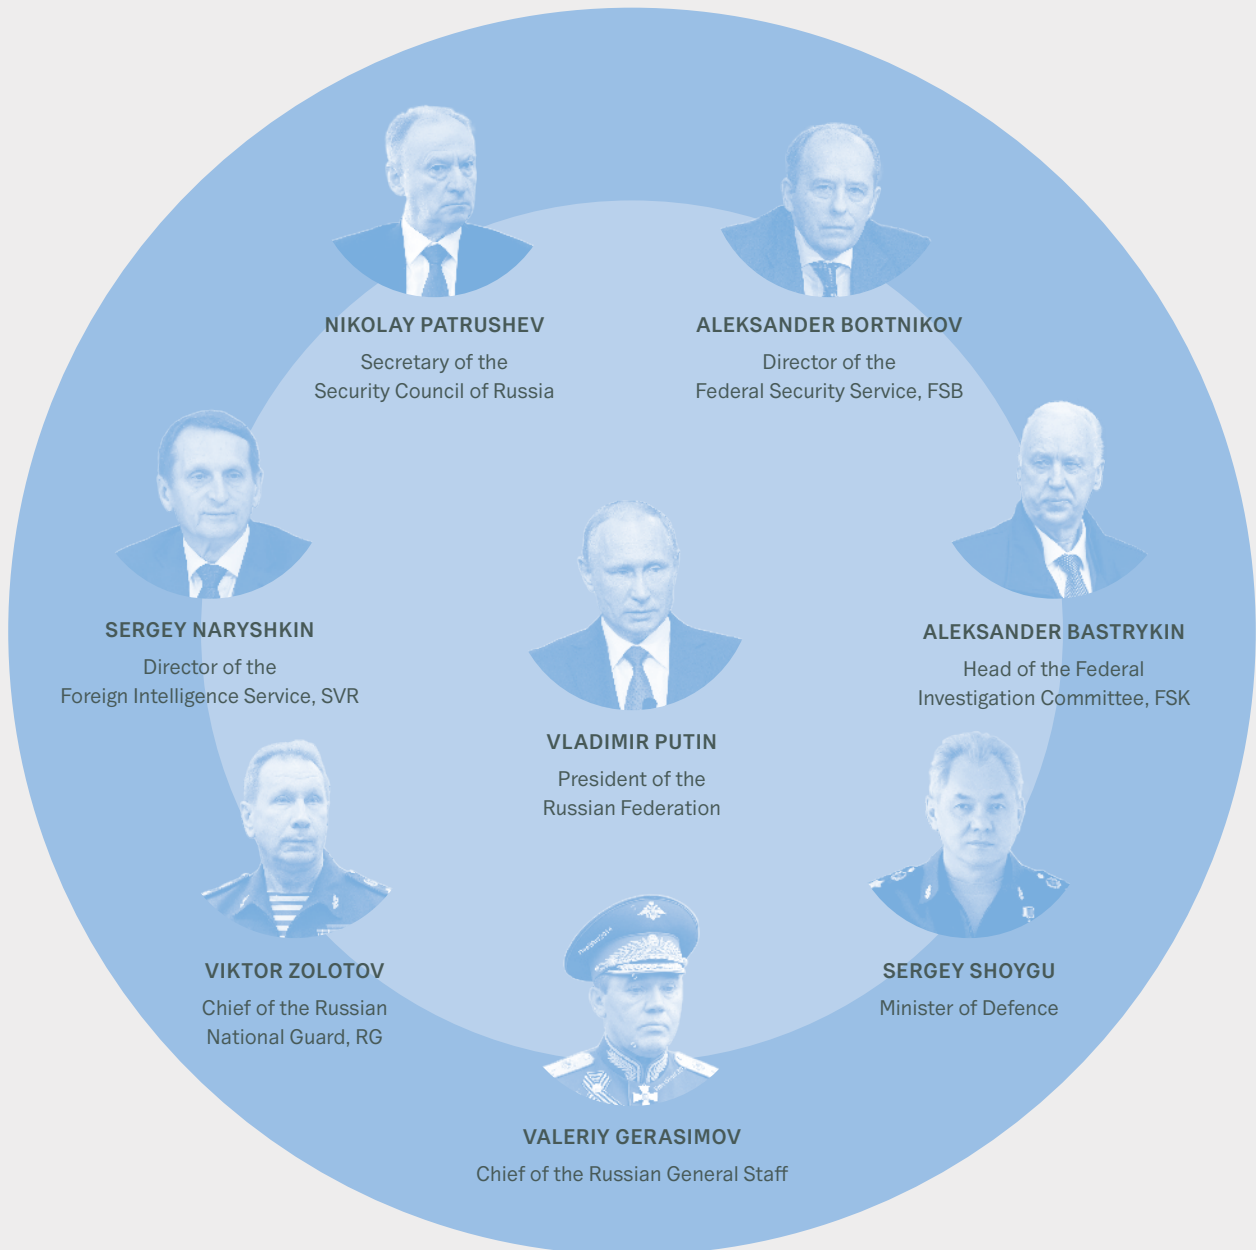 NIKOLAY PATRUSHEV
Secretary of the
Security Council of Russia
ALEKSANDER BORTNIKOV
Director of the
Federal Security Service, FSB
SERGEY NARYSHKIN
Director of the
Foreign Intelligence Service, SVR
ALEKSANDER BASTRYKIN
Head of the Federal
Investigation Committee, FSK
VLADIMIR PUTIN
President of the
Russian Federation
VIKTOR ZOLOTOV
Chief of the Russian
National Guard, RG
SERGEY SHOYGU
Minister of Defence
VALERIY GERASIMOV
Chief of the Russian General Staff